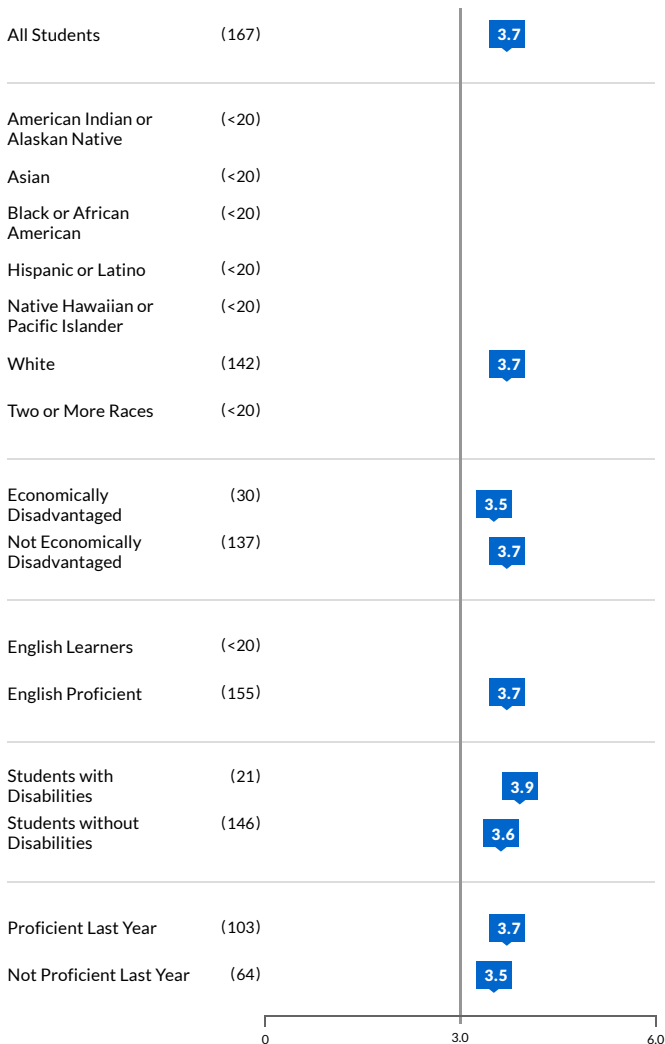 All Students (167) 3.7
American Indian or (<20)
Alaskan Native
Asian (<20)
Black or African (<20)
American
Hispanic or Latino (<20)
Native Hawaiian or (<20)
Pacific Islander
White (142) 3.7
Two or More Races (<20)
Economically (30) 3.5
Disadvantaged
Not Economically (137) 3.7
Disadvantaged
English Learners (<20)
English Proficient (155) 3.7
Students with (21) 3.9
Disabilities
Students without (146) 3.6
Disabilities
Proficient Last Year (103) 3.7
Not Proficient Last Year (64) 3.5
0 3.0 6.0